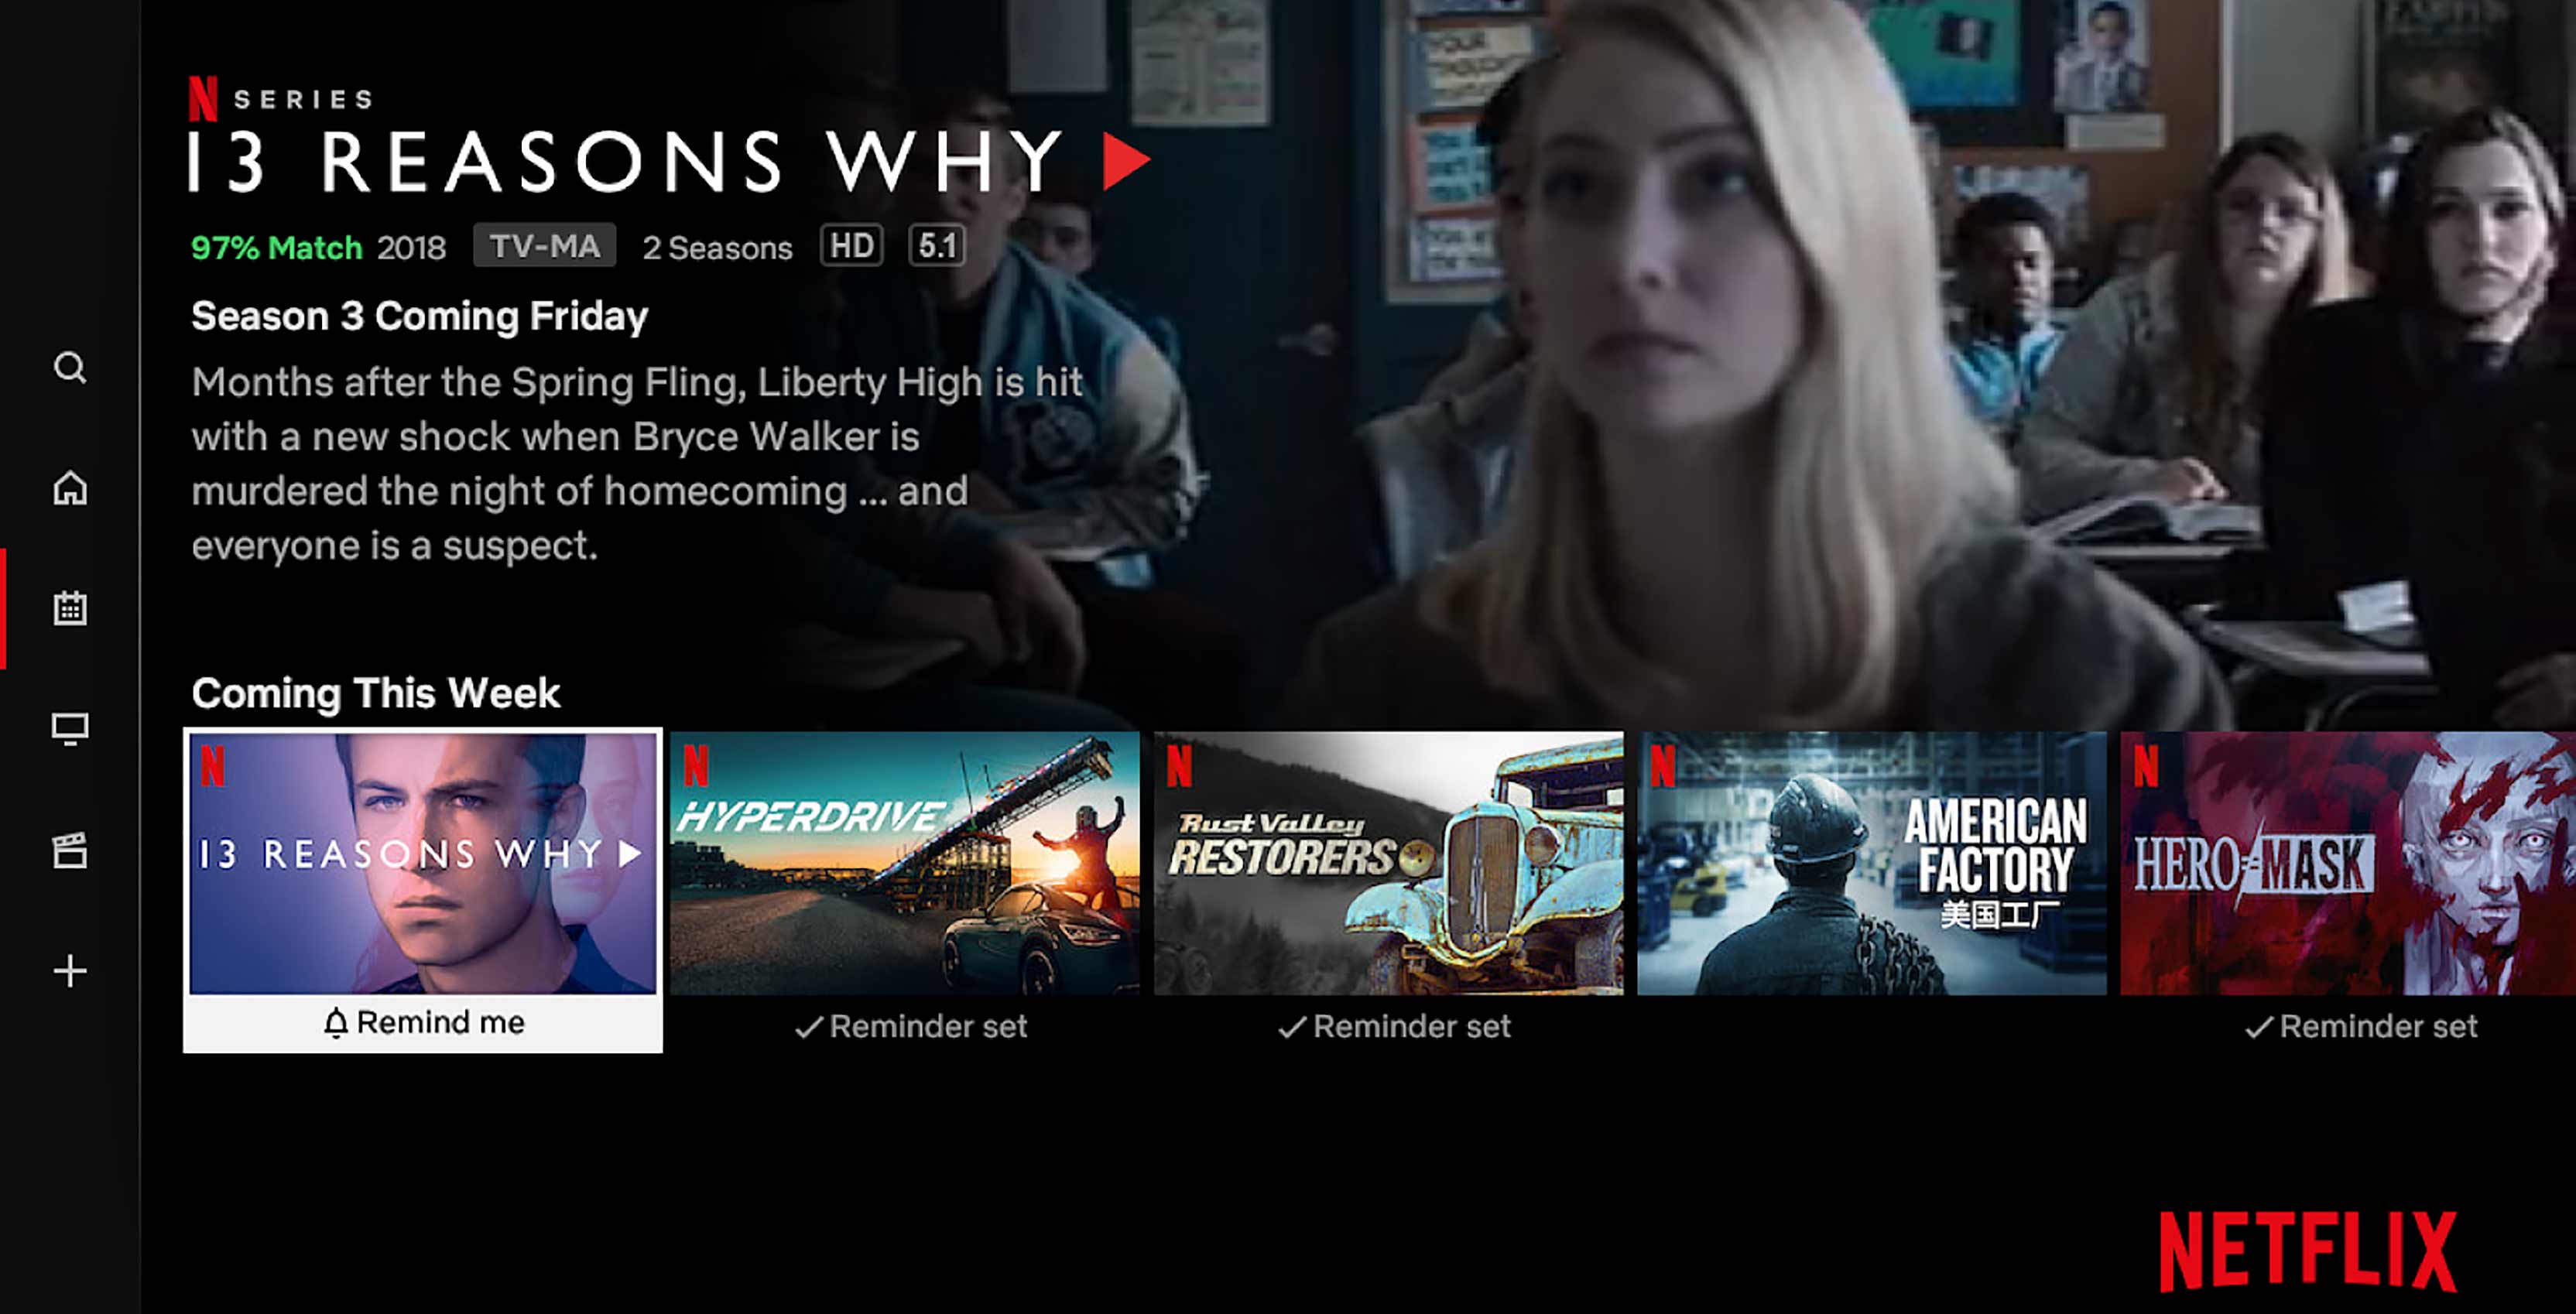 N SERIES
13 REASONS WHY
97% Match 2018 TV-MA 2 Seasons HD 5.1
Season 3 Coming Friday
Months after the Spring Fling, Liberty High is hit
with a new shock when Bryce Walker is
murdered the night of homecoming ... and
everyone is a suspect.
YOUR
Coming This Week
N
13 REASONS WHY
Remind me
N
HYPERDRIVE
Reminder set
N
Rust Valley
RESTORERS
Reminder set
N
AMERICAN
FACTORY
美国工厂
N
HERO=MASK
Reminder set
NETFLIX